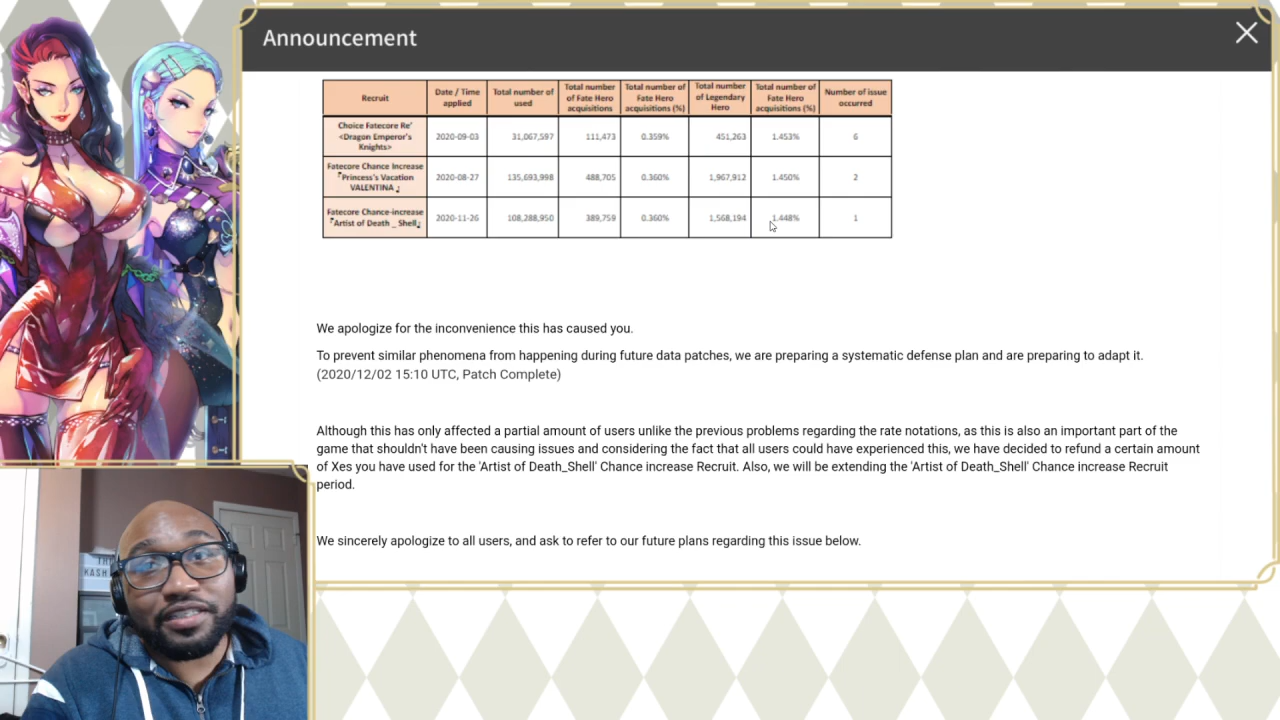 Announcement
Recruit
Date / Time
applied
Total number of
used
Total number
of Fate Hero
acquisitions
Total number of
Fate Hero
acquisitions (%)
Total number
of Legendary
Hero
Total number of
Fate Hero
acquisitions (%)
Number of issue
occurred
Choice Fatecore Re'
<Dragon Emperor's
Knights>
2020-09-03
31,067,597
111,473
0.359%
451,263
1.453%
6
Fatecore Chance Increase
「Princess's Vacation
VALENTINA 」
2020-08-27
135,693,998
488,705
0.360%
1,967,912
1.450%
2
Fatecore Chance-increase
「Artist of Death _ Shell」
2020-11-26
108,288,950
389,759
0.360%
1,568,194
1.448%
1
We apologize for the inconvenience this has caused you.
To prevent similar phenomena from happening during future data patches, we are preparing a systematic defense plan and are preparing to adapt it.
(2020/12/02 15:10 UTC, Patch Complete)
Although this has only affected a partial amount of users unlike the previous problems regarding the rate notations, as this is also an important part of the
game that shouldn't have been causing issues and considering the fact that all users could have experienced this, we have decided to refund a certain amount
of Xes you have used for the 'Artist of Death_Shell' Chance increase Recruit. Also, we will be extending the 'Artist of Death_Shell' Chance increase Recruit
period.
We sincerely apologize to all users, and ask to refer to our future plans regarding this issue below.